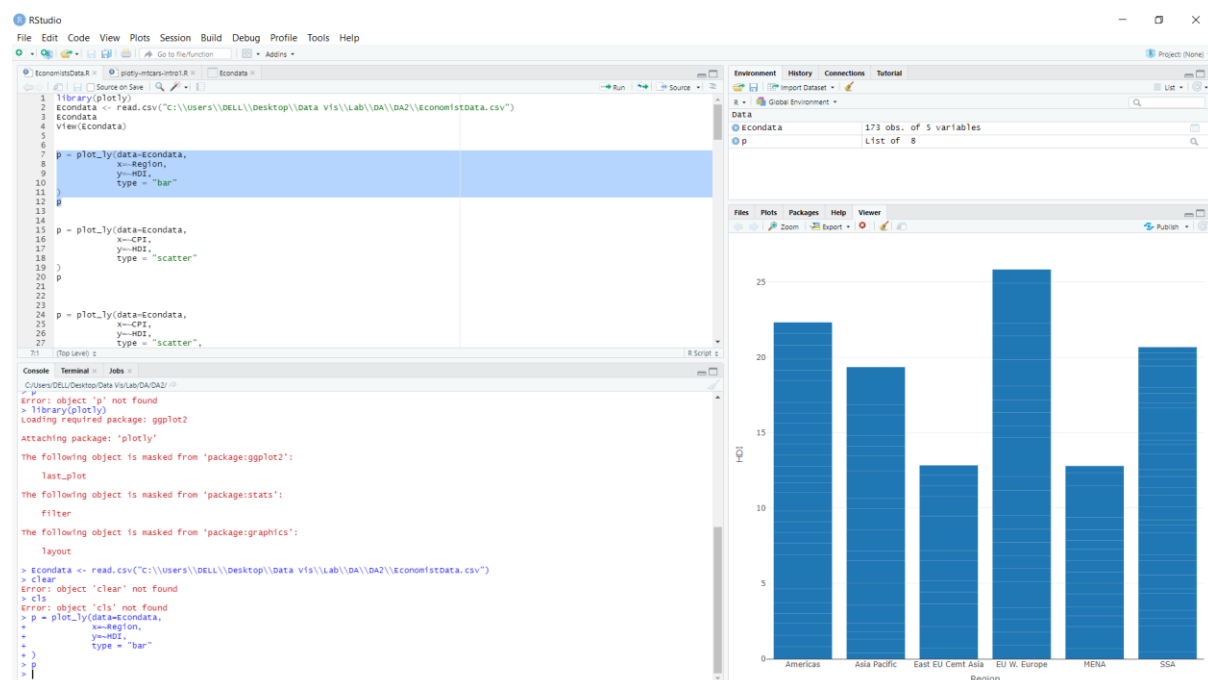 RStudio
File Edit Code View Plots Session Build Debug Profile Tools Help
Go to file/function Addins Project: (None)
EconomistsData.R plotly-mtcars-intro1.R Econdata
Source on Save Run Source
1 library(plotly)
2 Econdata <- read.csv("C:\\Users\\DELL\\Desktop\\Data Vis\\Lab\\DA\\DA2\\EconomistData.csv")
3 Econdata
4 View(Econdata)
5
6
7 p = plot_ly(data=Econdata,
8 x=~Region,
9 y=~HDI,
10 type = "bar"
11 )
12 p
13
14
15 p = plot_ly(data=Econdata,
16 x=~CPI,
17 y=~HDI,
18 type = "scatter"
19 )
20 p
21
22
23
24 p = plot_ly(data=Econdata,
25 x=~CPI,
26 y=~HDI,
27 type = "scatter",
7:1 (Top Level) R Script
Console Terminal Jobs
C:/Users/DELL/Desktop/Data Vis/Lab/DA/DA2/
> p
Error: object 'p' not found
> library(plotly)
Loading required package: ggplot2
Attaching package: 'plotly'
The following object is masked from 'package:ggplot2':
last_plot
The following object is masked from 'package:stats':
filter
The following object is masked from 'package:graphics':
layout
> Econdata <- read.csv("C:\\Users\\DELL\\Desktop\\Data Vis\\Lab\\DA\\DA2\\EconomistData.csv")
> clear
Error: object 'clear' not found
> cls
Error: object 'cls' not found
> p = plot_ly(data=Econdata,
+ x=~Region,
+ y=~HDI,
+ type = "bar"
+ )
> p
>
Environment History Connections Tutorial
Import Dataset List
R Global Environment
Data
Econdata 173 obs. of 5 variables
p List of 8
Files Plots Packages Help Viewer
Zoom Export Publish
25
20
15
HDI
10
5
0
Americas Asia Pacific East EU Cemt Asia EU W. Europe MENA SSA
Region